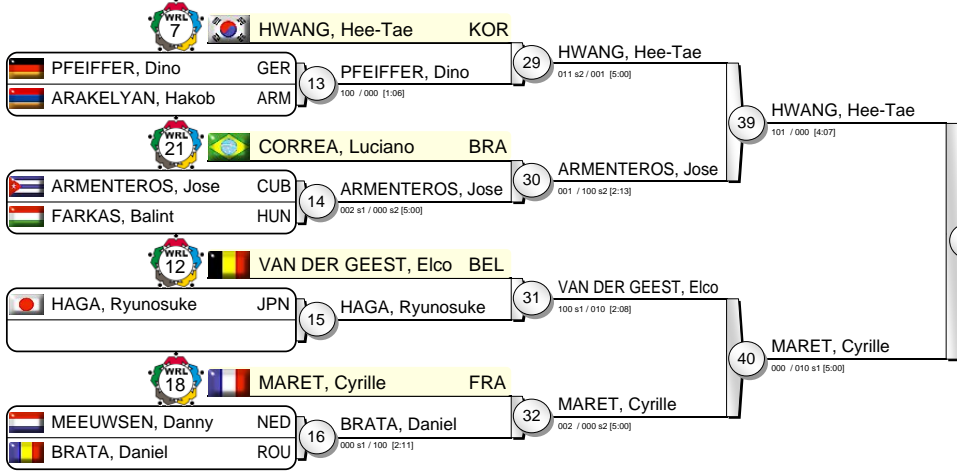 WRL 7 HWANG, Hee-Tae KOR
29 HWANG, Hee-Tae
011 s2 / 001 [5:00]
PFEIFFER, Dino GER
13 PFEIFFER, Dino
100 / 000 [1:06]
ARAKELYAN, Hakob ARM
39 HWANG, Hee-Tae
101 / 000 [4:07]
WRL 21 CORREA, Luciano BRA
30 ARMENTEROS, Jose
001 / 100 s2 [2:13]
ARMENTEROS, Jose CUB
14 ARMENTEROS, Jose
002 s1 / 000 s2 [5:00]
FARKAS, Balint HUN
WRL 12 VAN DER GEEST, Elco BEL
31 VAN DER GEEST, Elco
100 s1 / 010 [2:08]
HAGA, Ryunosuke JPN
15 HAGA, Ryunosuke
40 MARET, Cyrille
000 / 010 s1 [5:00]
WRL 18 MARET, Cyrille FRA
32 MARET, Cyrille
002 / 000 s2 [5:00]
MEEUWSEN, Danny NED
16 BRATA, Daniel
000 s1 / 100 [2:11]
BRATA, Daniel ROU